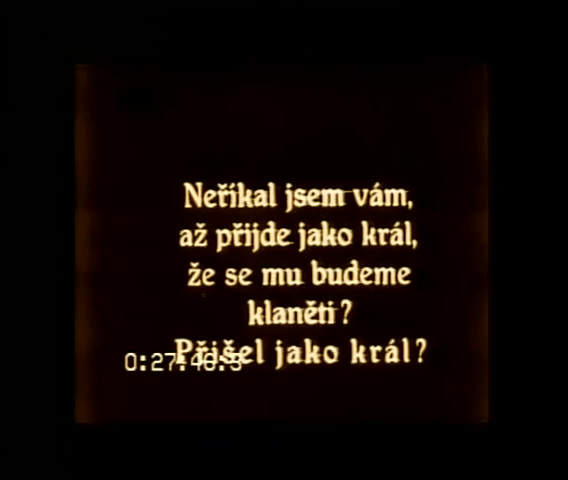 Neříkal jsem vám,
až přijde jako král,
že se mu budeme
klaněti?
Přišel jako král?